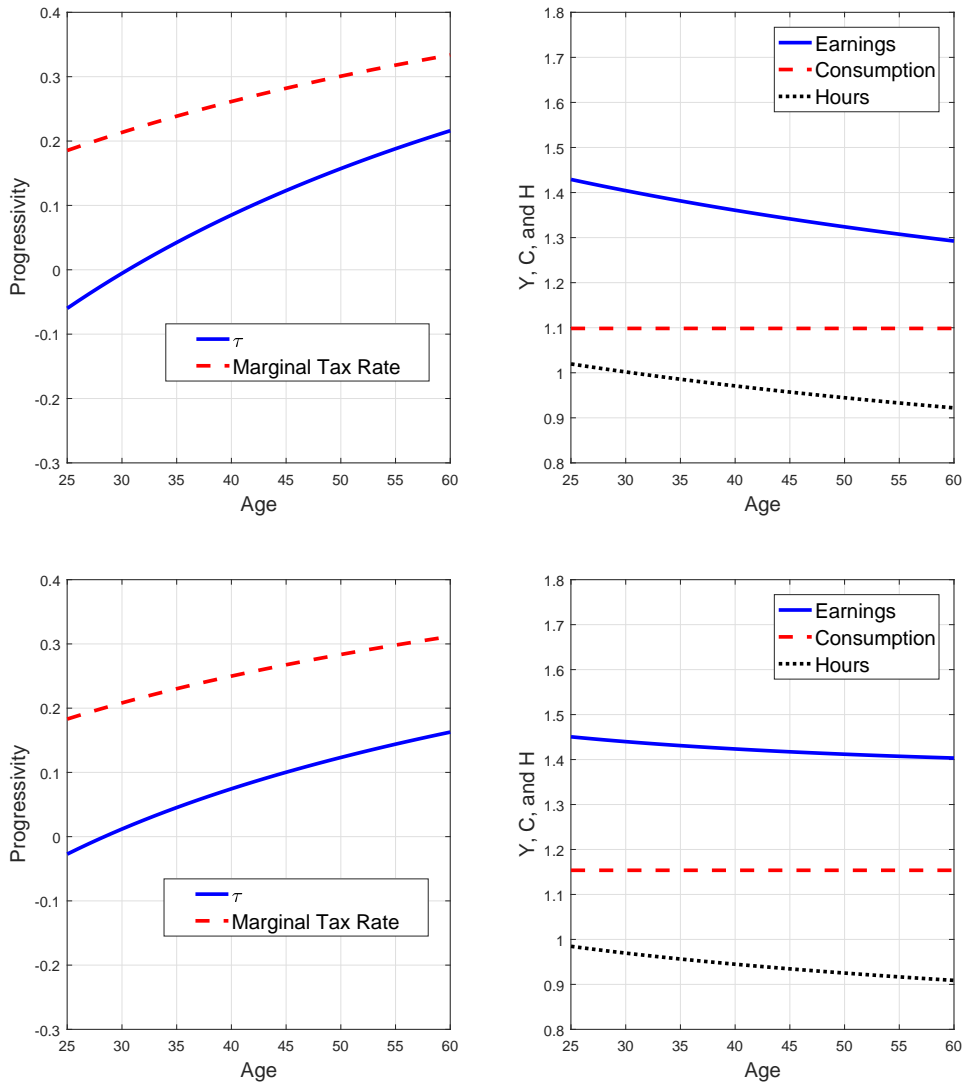 0.4
0.3
0.2
0.1
0
-0.1
-0.2
-0.3
Progressivity
τ
Marginal Tax Rate
25 30 35 40 45 50 55 60
Age
1.8
1.7
1.6
1.5
1.4
1.3
1.2
1.1
1
0.9
0.8
Y, C, and H
Earnings
Consumption
Hours
25 30 35 40 45 50 55 60
Age
0.4
0.3
0.2
0.1
0
-0.1
-0.2
-0.3
Progressivity
τ
Marginal Tax Rate
25 30 35 40 45 50 55 60
Age
1.8
1.7
1.6
1.5
1.4
1.3
1.2
1.1
1
0.9
0.8
Y, C, and H
Earnings
Consumption
Hours
25 30 35 40 45 50 55 60
Age